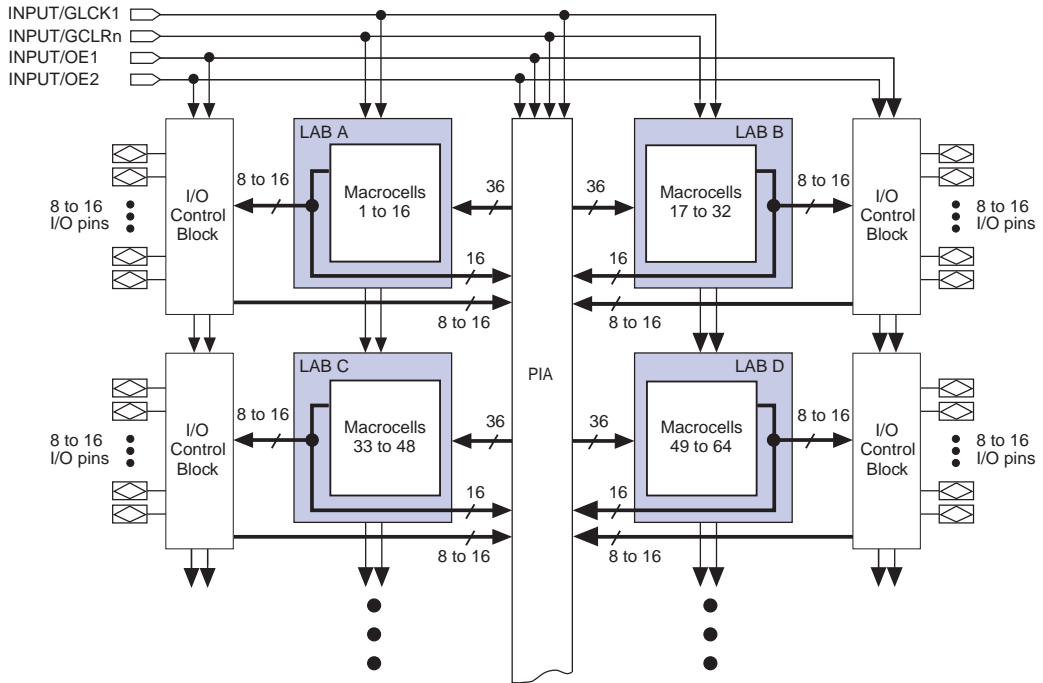 INPUT/GLCK1
INPUT/GCLRn
INPUT/OE1
INPUT/OE2
LAB A
LAB B
8 to 16
I/O pins
I/O
Control
Block
8 to 16
Macrocells
1 to 16
36
36
Macrocells
17 to 32
8 to 16
I/O
Control
Block
8 to 16
I/O pins
16
16
8 to 16
8 to 16
LAB C
PIA
LAB D
8 to 16
I/O pins
I/O
Control
Block
8 to 16
Macrocells
33 to 48
36
36
Macrocells
49 to 64
8 to 16
I/O
Control
Block
8 to 16
I/O pins
16
16
8 to 16
8 to 16